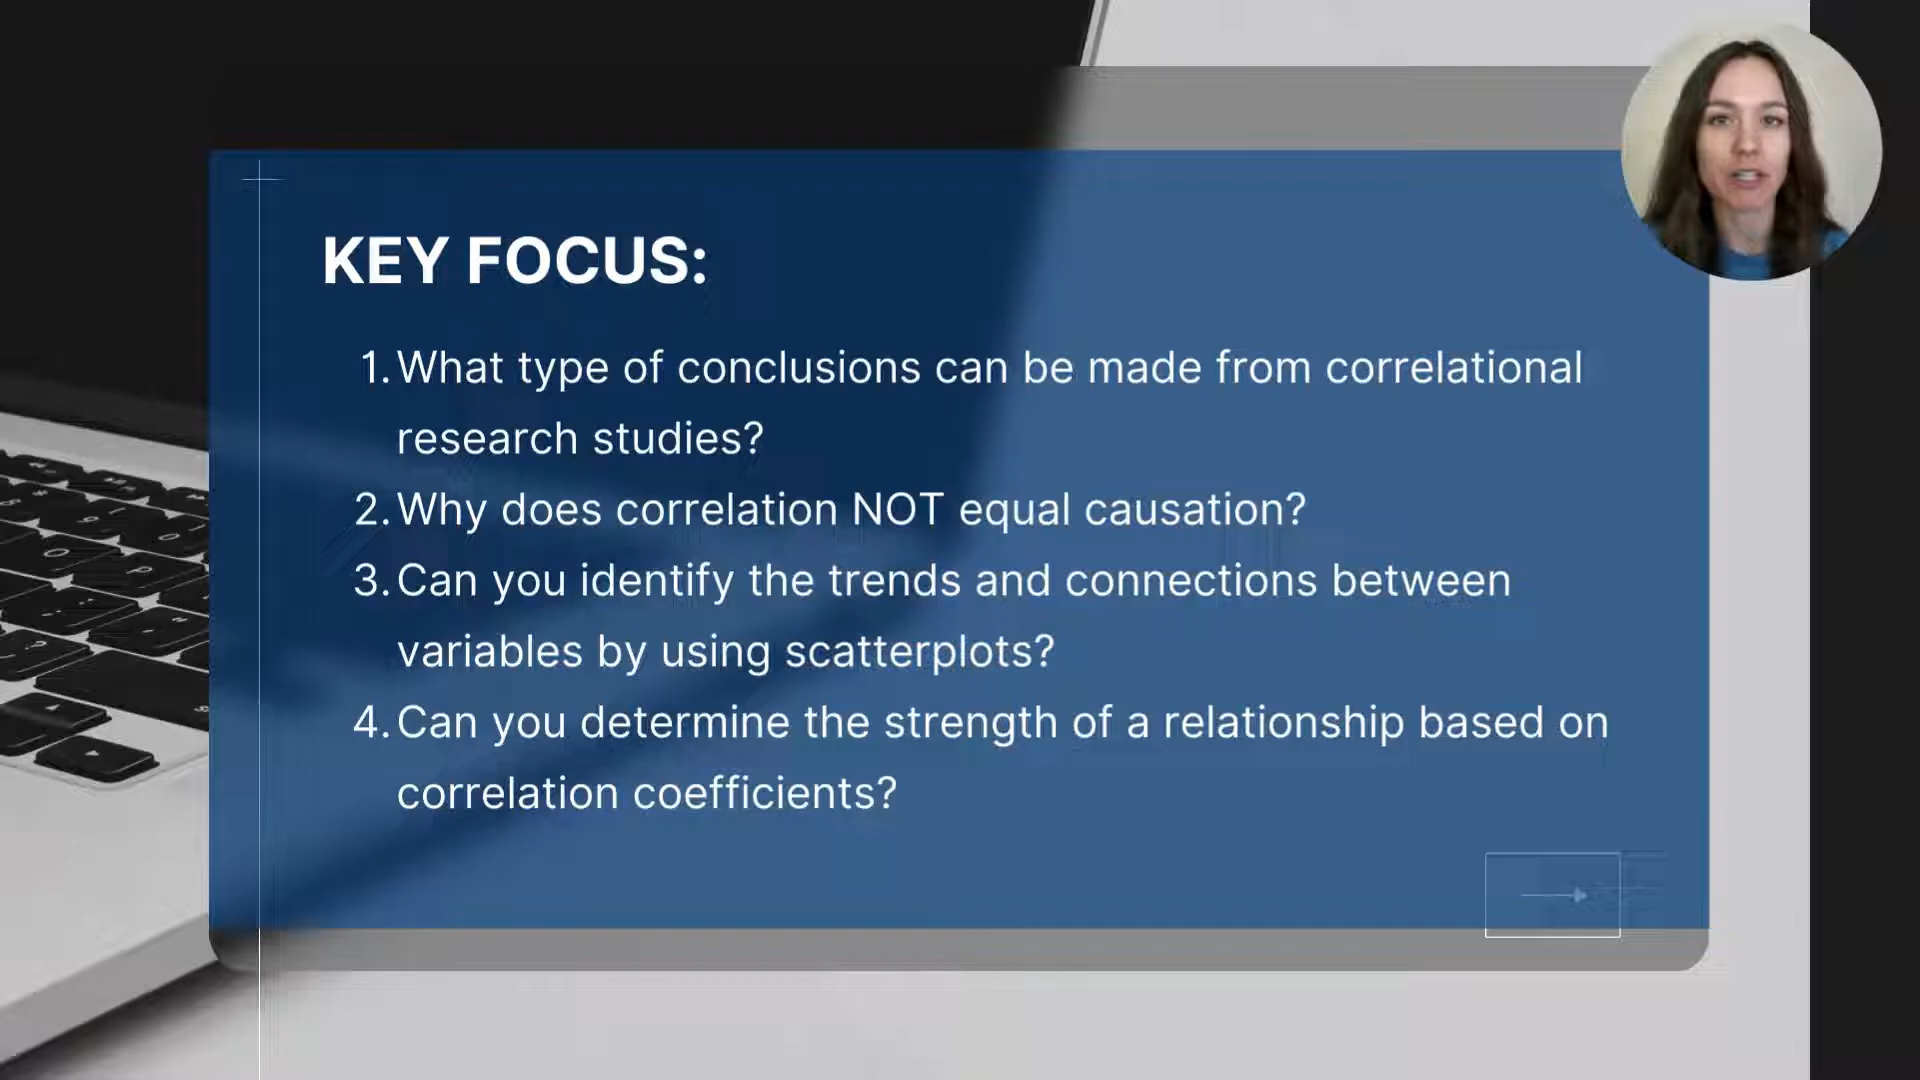 KEY FOCUS:
1. What type of conclusions can be made from correlational
research studies?
2. Why does correlation NOT equal causation?
3. Can you identify the trends and connections between
variables by using scatterplots?
4. Can you determine the strength of a relationship based on
correlation coefficients?